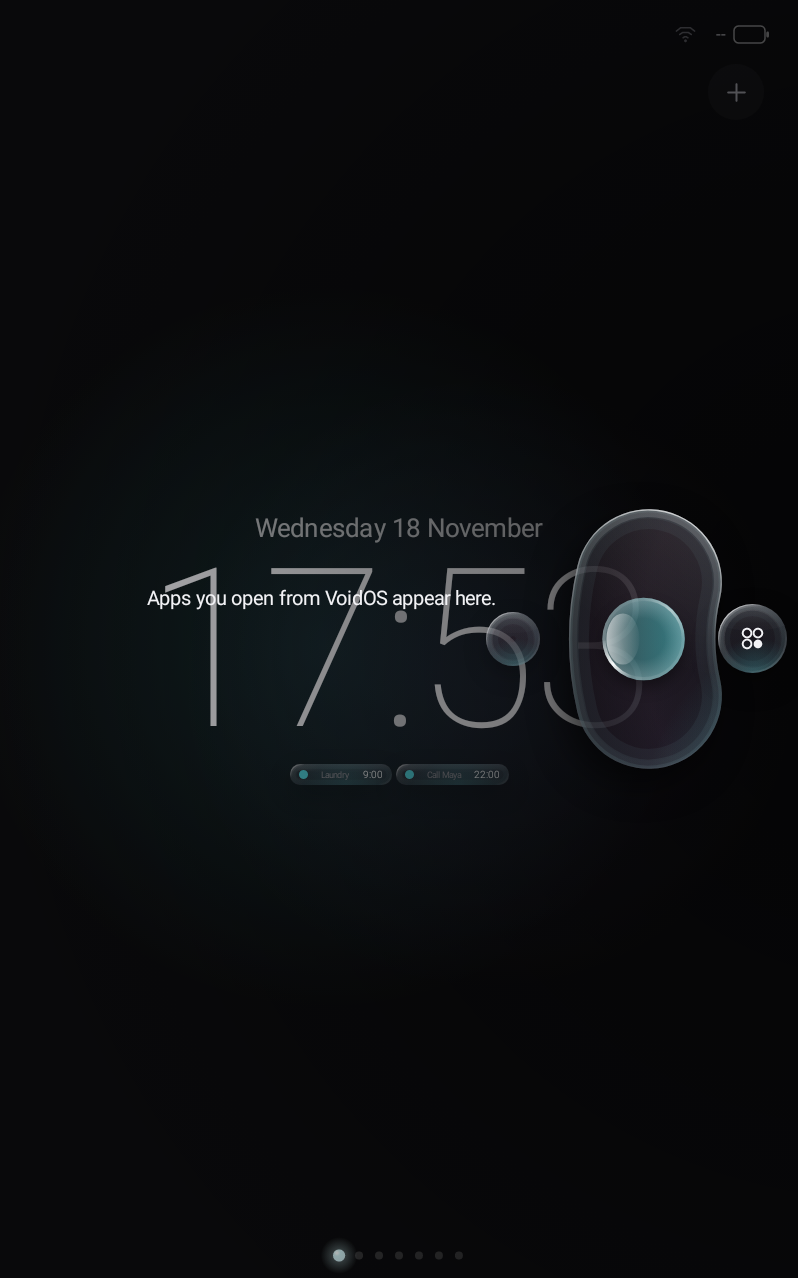 --
Wednesday 18 November
17:53
Apps you open from VoidOS appear here.
Laundry 9:00 Call Maya 22:00